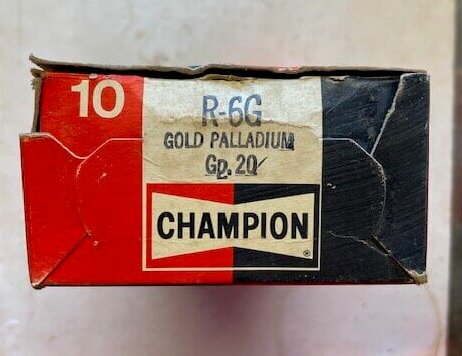 10
R-6G
GOLD PALLADIUM
Gp. 20
CHAMPION
®